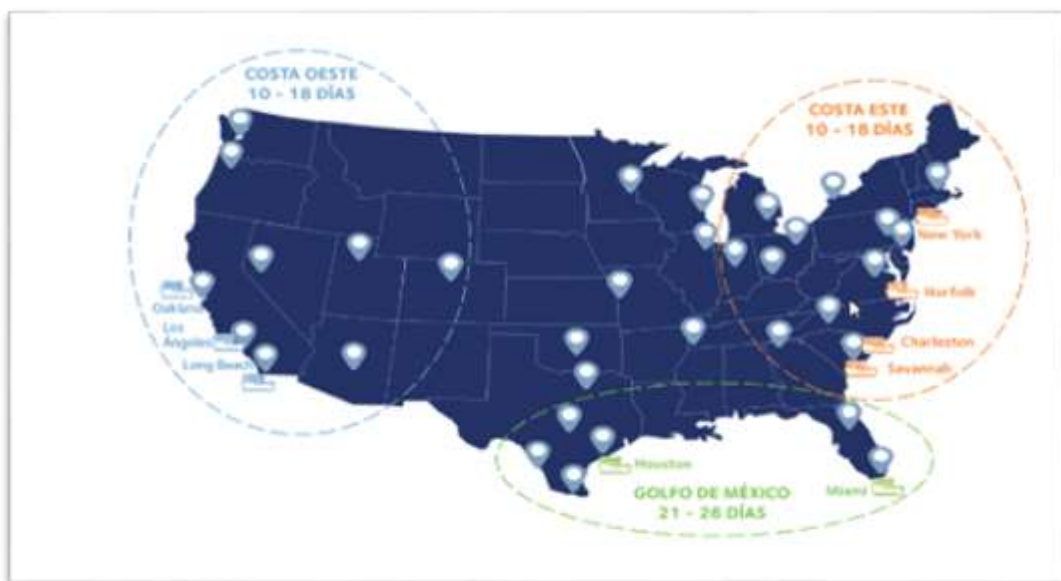 COSTA OESTE
10 - 18 DÍAS
COSTA ESTE
10 - 18 DÍAS
New York
Norfolk
Oakland
Los
Angeles
Long Beach
Charleston
Savannah
Houston
Miami
GOLFO DE MÉXICO
21 - 26 DÍAS